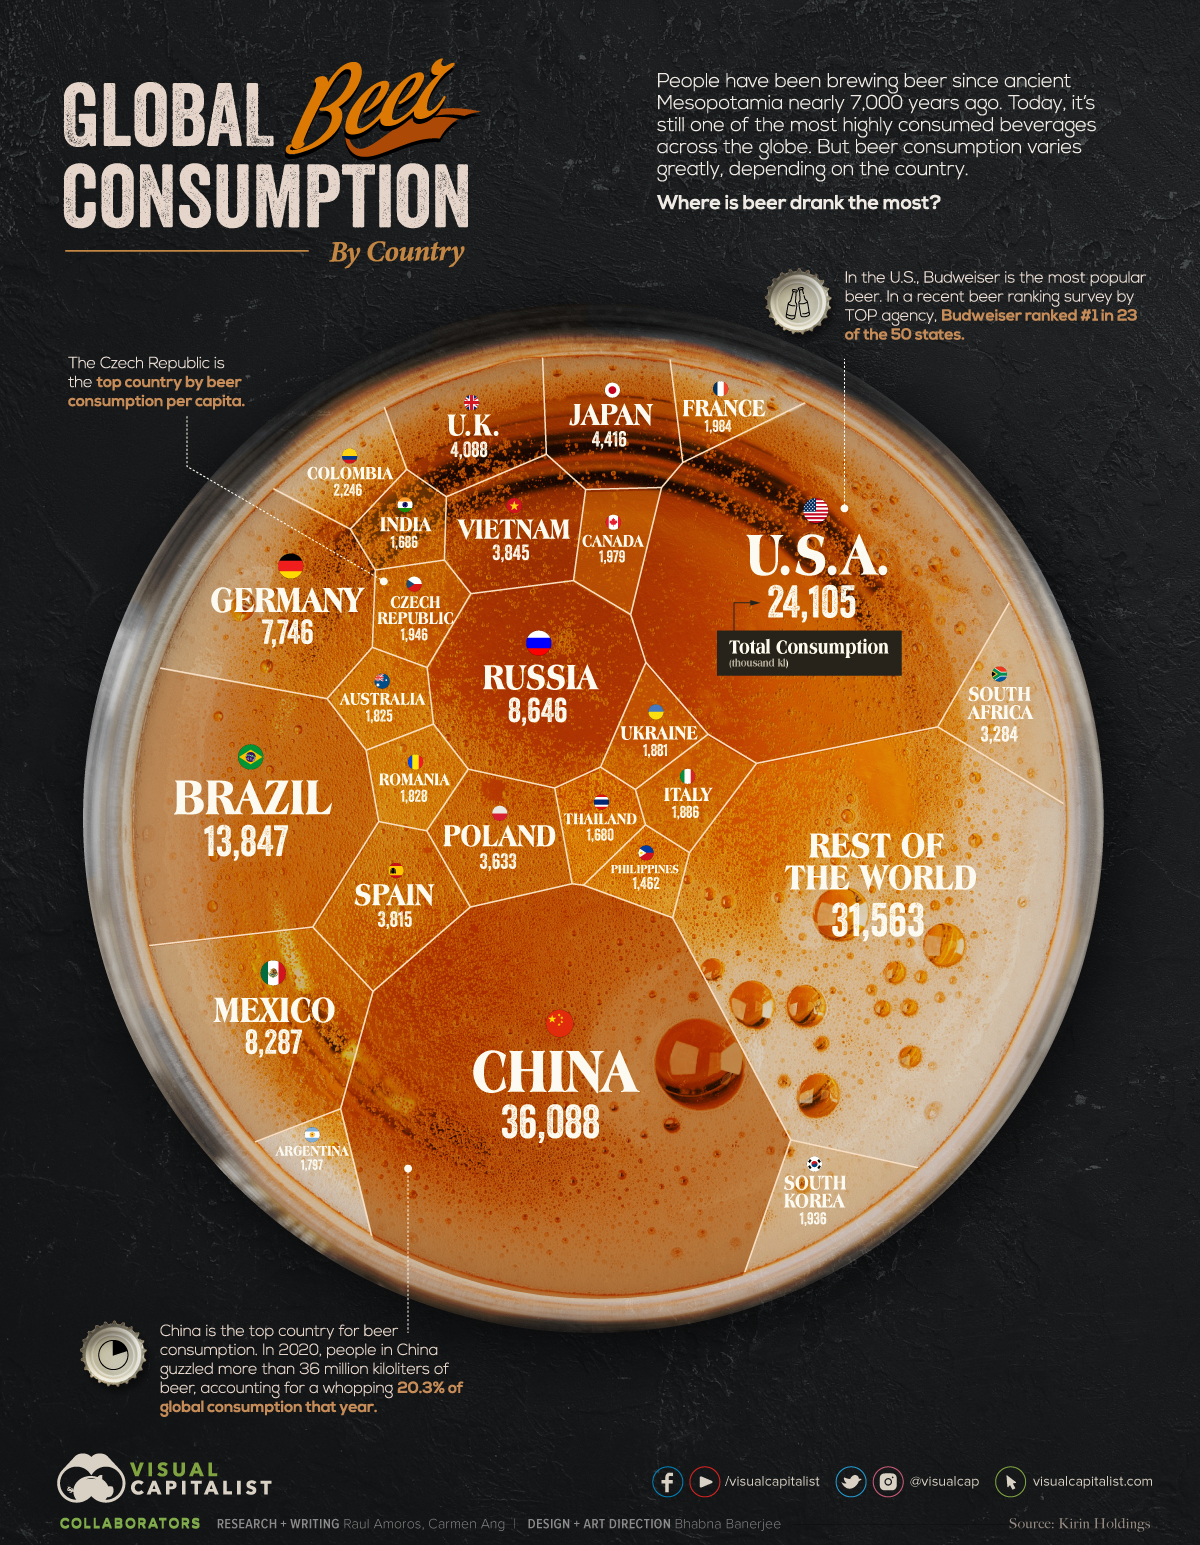 GLOBAL Beer
CONSUMPTION
By Country
People have been brewing beer since ancient
Mesopotamia nearly 7,000 years ago. Today, it's
still one of the most highly consumed beverages
across the globe. But beer consumption varies
greatly, depending on the country.
Where is beer drank the most?
In the U.S., Budweiser is the most popular
beer. In a recent beer ranking survey by
TOP agency, Budweiser ranked #1 in 23
of the 50 states.
The Czech Republic is
the top country by beer
consumption per capita.
U.K.
4,088
JAPAN
4,416
FRANCE
1,984
COLOMBIA
2,246
INDIA
1,686
VIETNAM
3,845
CANADA
1,979
U.S.A.
24,105
Total Consumption
(thousand kl)
GERMANY
7,746
CZECH
REPUBLIC
1,946
RUSSIA
8,646
SOUTH
AFRICA
3,284
AUSTRALIA
1,825
UKRAINE
1,881
BRAZIL
13,847
ROMANIA
1,828
ITALY
1,886
POLAND
3,633
THAILAND
1,680
PHILIPPINES
1,462
REST OF
THE WORLD
31,563
SPAIN
3,815
MEXICO
8,287
CHINA
36,088
ARGENTINA
1,797
SOUTH
KOREA
1,936
China is the top country for beer
consumption. In 2020, people in China
guzzled more than 36 million kiloliters of
beer, accounting for a whopping 20.3% of
global consumption that year.
VISUAL
CAPITALIST
/visualcapitalist
@visualcap
visualcapitalist.com
COLLABORATORS RESEARCH + WRITING Raul Amoros, Carmen Ang | DESIGN + ART DIRECTION Bhabna Banerjee
Source: Kirin Holdings